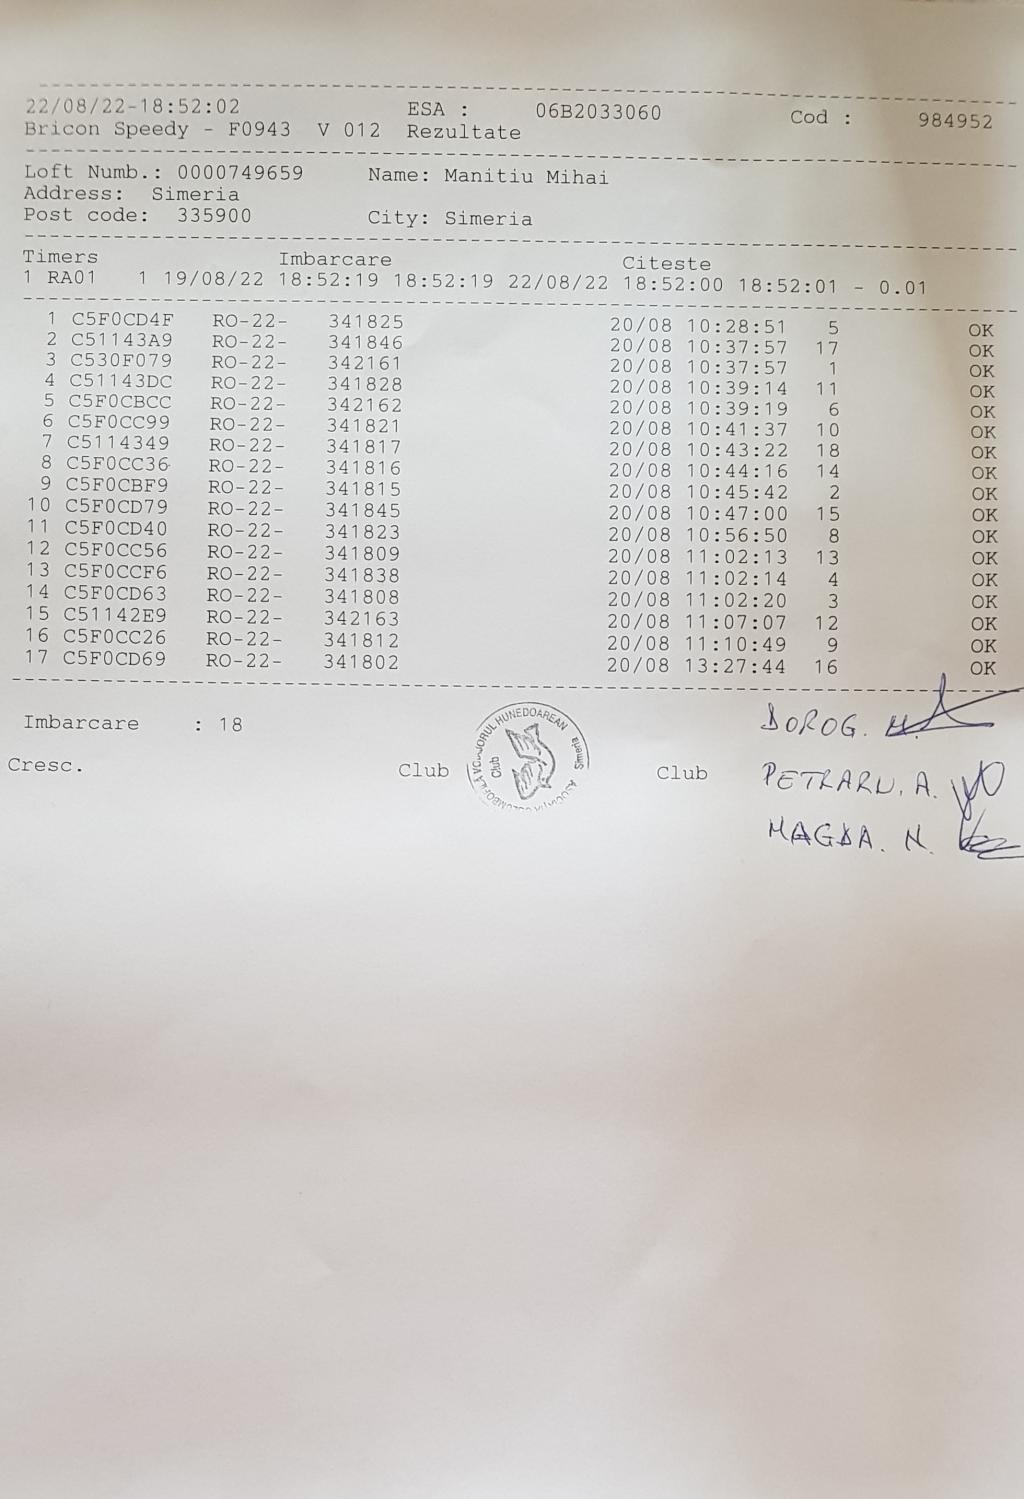 22/08/22-18:52:02 ESA : 06B2033060 Cod : 984952
Bricon Speedy - F0943 V 012 Rezultate
Loft Numb.: 0000749659 Name: Manitiu Mihai
Address: Simeria
Post code: 335900 City: Simeria
Timers Imbarcare Citeste
1 RA01 1 19/08/22 18:52:19 18:52:19 22/08/22 18:52:00 18:52:01 - 0.01
1 C5F0CD4F RO-22- 341825 20/08 10:28:51 5 OK
2 C51143A9 RO-22- 341846 20/08 10:37:57 17 OK
3 C530F079 RO-22- 342161 20/08 10:37:57 1 OK
4 C51143DC RO-22- 341828 20/08 10:39:14 11 OK
5 C5F0CBCC RO-22- 342162 20/08 10:39:19 6 OK
6 C5F0CC99 RO-22- 341821 20/08 10:41:37 10 OK
7 C5114349 RO-22- 341817 20/08 10:43:22 18 OK
8 C5F0CC36 RO-22- 341816 20/08 10:44:16 14 OK
9 C5F0CBF9 RO-22- 341815 20/08 10:45:42 2 OK
10 C5F0CD79 RO-22- 341845 20/08 10:47:00 15 OK
11 C5F0CD40 RO-22- 341823 20/08 10:56:50 8 OK
12 C5F0CC56 RO-22- 341809 20/08 11:02:13 13 OK
13 C5F0CCF6 RO-22- 341838 20/08 11:02:14 4 OK
14 C5F0CD63 RO-22- 341808 20/08 11:02:20 3 OK
15 C51142E9 RO-22- 342163 20/08 11:07:07 12 OK
16 C5F0CC26 RO-22- 341812 20/08 11:10:49 9 OK
17 C5F0CD69 RO-22- 341802 20/08 13:27:44 16 OK
Imbarcare : 18
BOROG.
Cresc. Club Club
HUNEDOAREAN
Club Simeria
PETRARU. A.
MAGDA. N.